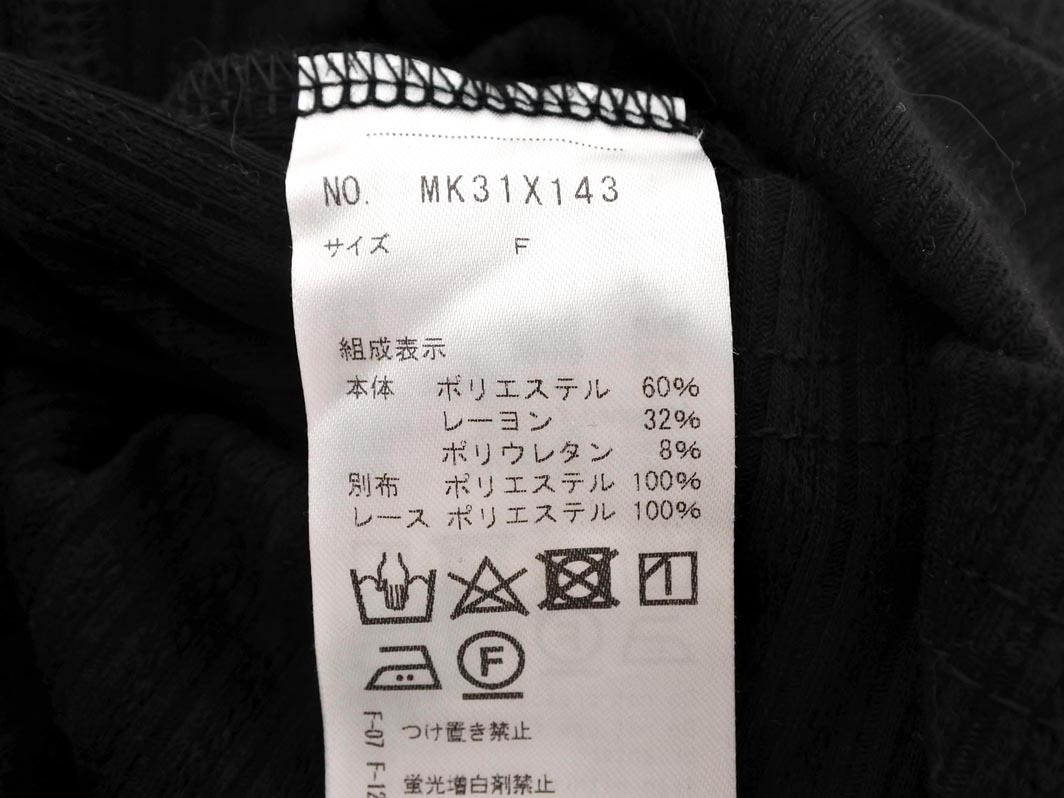 NO. MK31X143
サイズ F
組成表示
本体 ポリエステル 60%
レーヨン 32%
ポリウレタン 8%
別布 ポリエステル 100%
レース ポリエステル 100%
F
F-07 F-12
つけ置き禁止
蛍光増白剤禁止